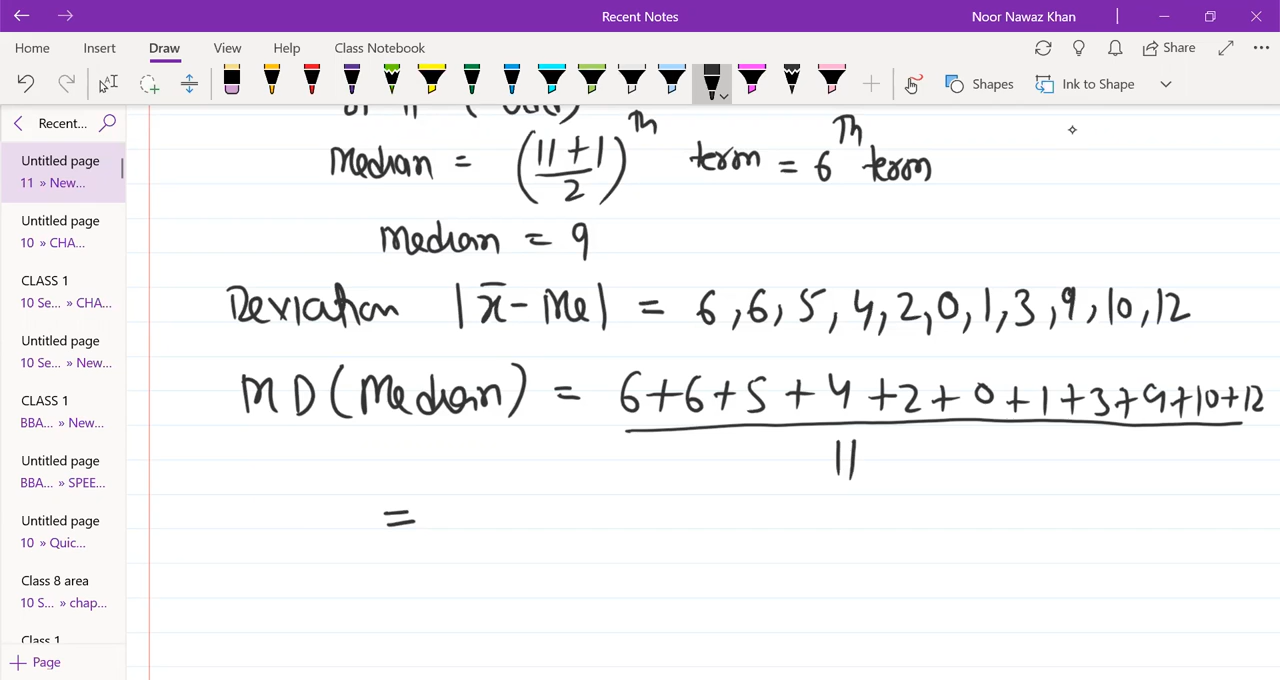 Recent Notes
Noor Nawaz Khan
Home Insert Draw View Help Class Notebook
Share
Shapes
Ink to Shape
Recent...
Untitled page
11 » New...
Untitled page
10 » CHA...
CLASS 1
10 Se... » CHA...
Untitled page
10 Se... » New...
CLASS 1
BBA... » New...
Untitled page
BBA... » SPEE...
Untitled page
10 » Quic...
Class 8 area
10 S... » chap...
Class 1
Page
Median = (11+1/2)^Th term = 6^Th term
Median = 9
Deviation |x̄ - Me| = 6, 6, 5, 4, 2, 0, 1, 3, 9, 10, 12
MD (Median) = 6+6+5+4+2+0+1+3+9+10+12
11
=